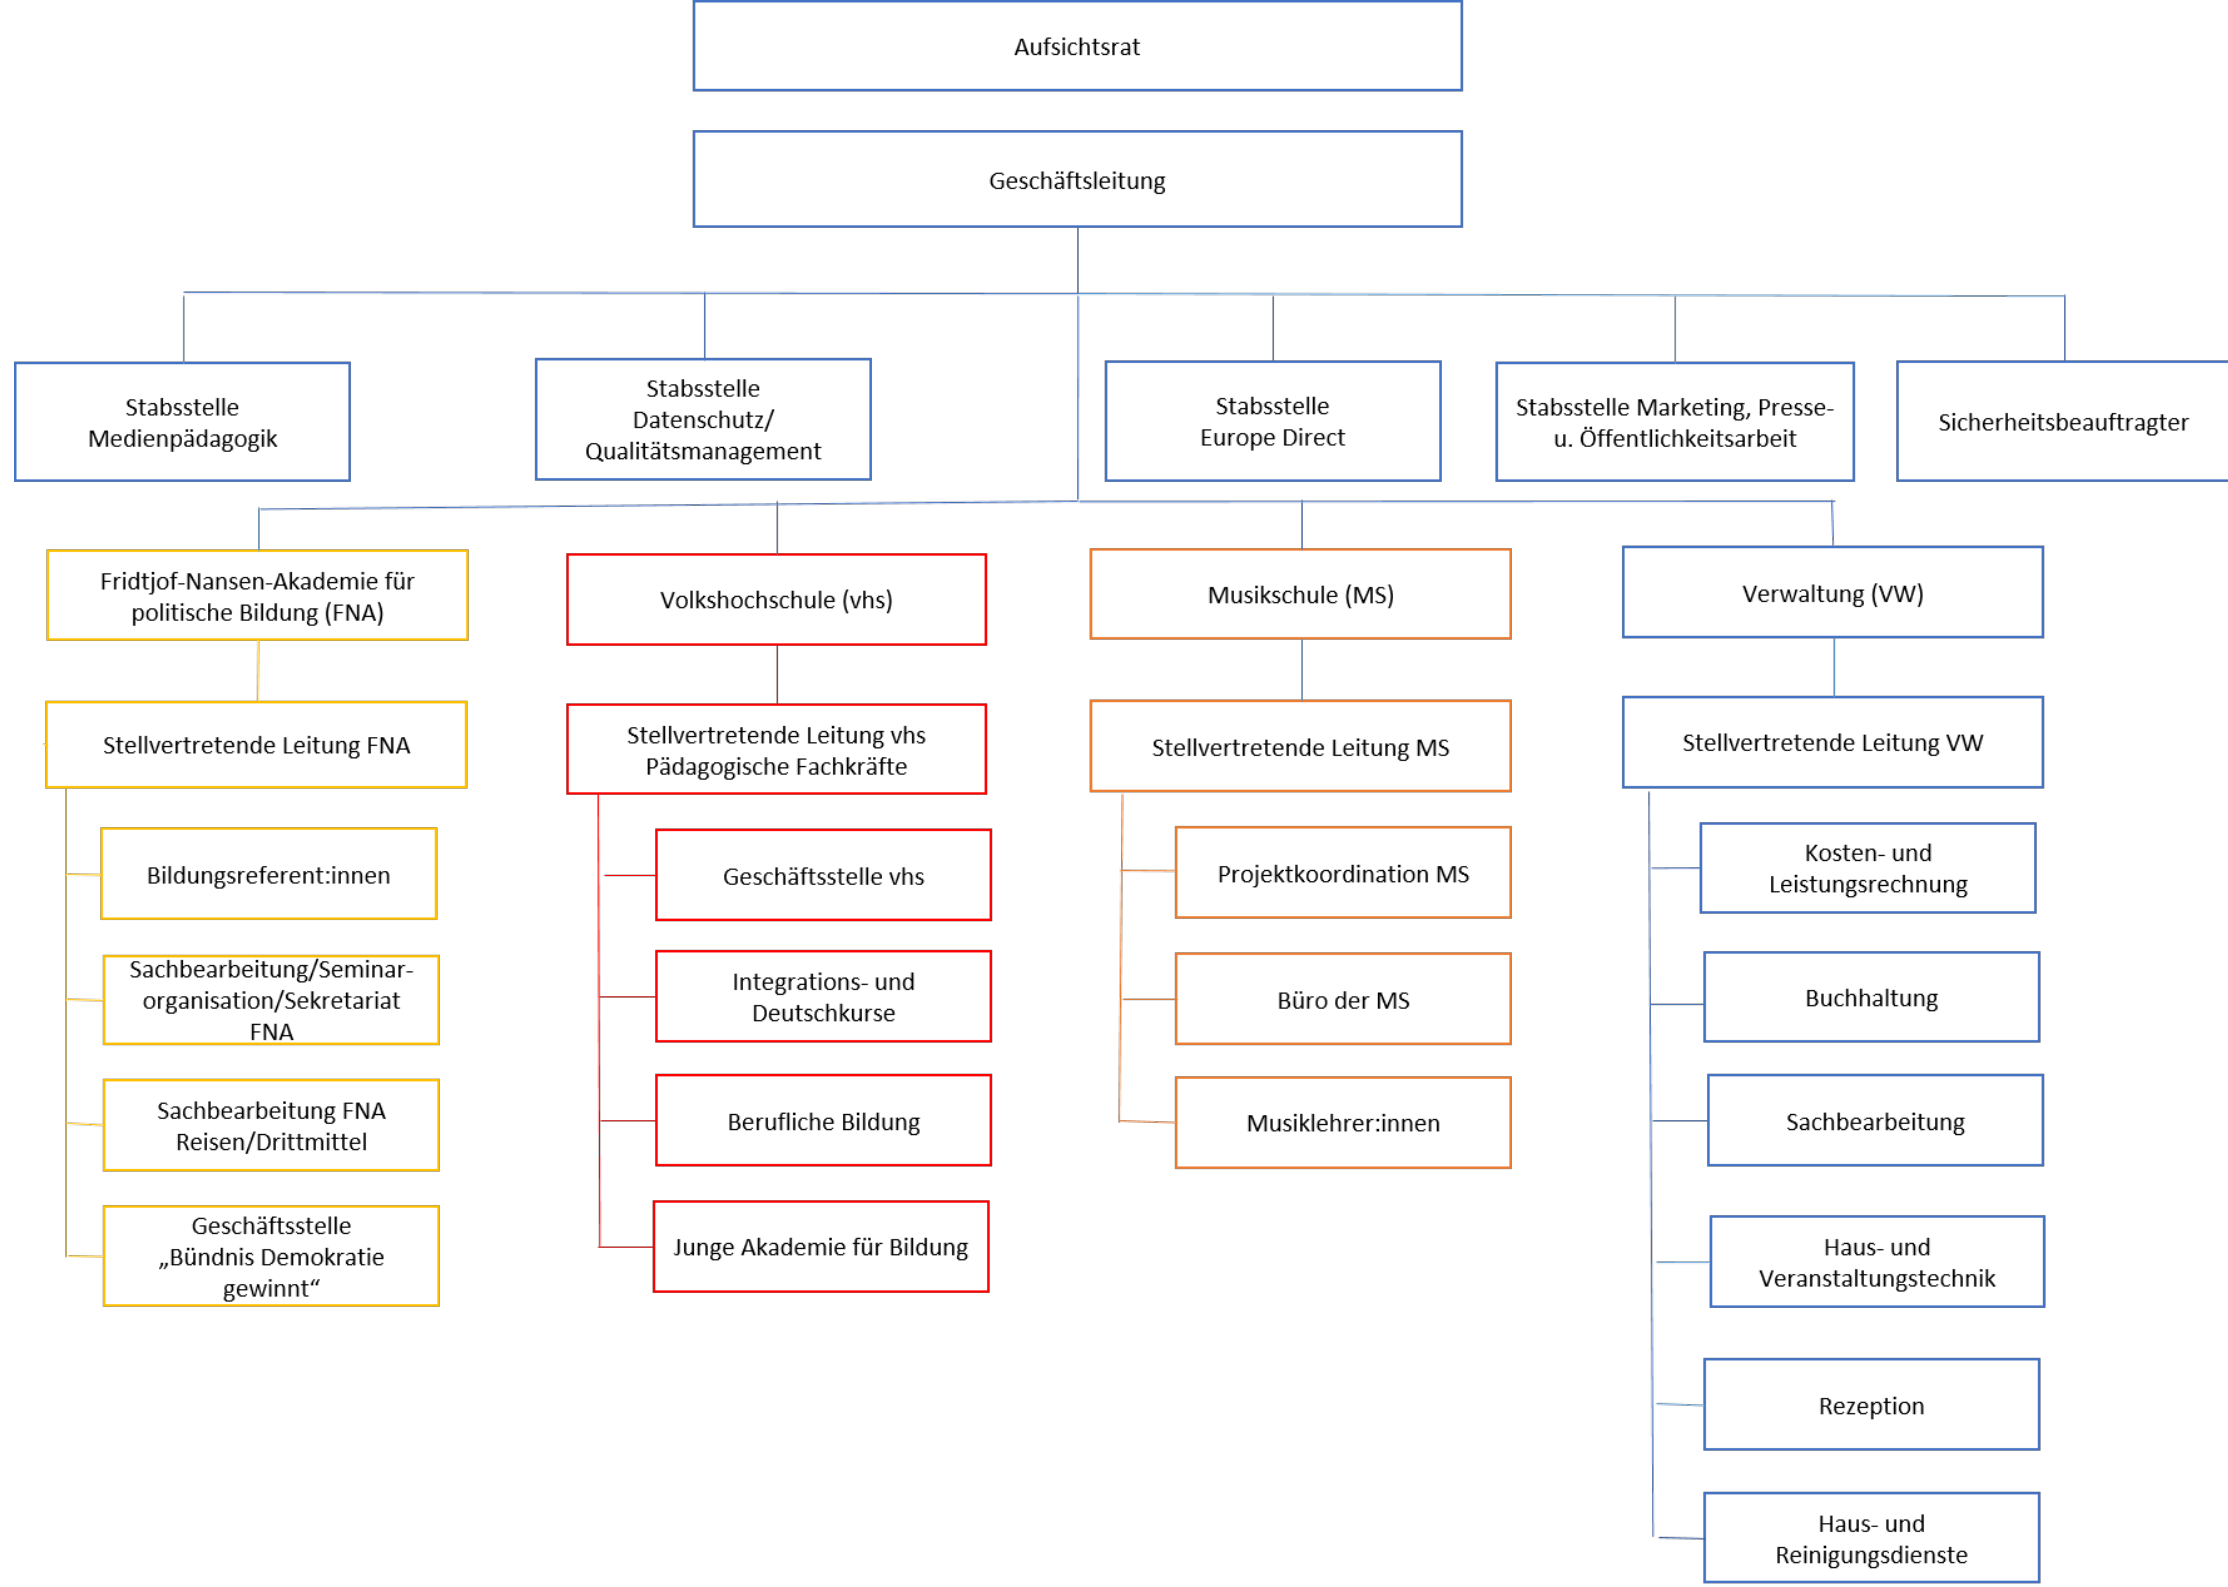 Aufsichtsrat
Geschäftsleitung
Stabsstelle
Medienpädagogik
Stabsstelle
Datenschutz/
Qualitätsmanagement
Stabsstelle
Europe Direct
Stabsstelle Marketing, Presse-
u. Öffentlichkeitsarbeit
Sicherheitsbeauftragter
Fridtjof-Nansen-Akademie für
politische Bildung (FNA)
Volkshochschule (vhs)
Musikschule (MS)
Verwaltung (VW)
Stellvertretende Leitung FNA
Stellvertretende Leitung vhs
Pädagogische Fachkräfte
Stellvertretende Leitung MS
Stellvertretende Leitung VW
Bildungsreferent:innen
Sachbearbeitung/Seminar-
organisation/Sekretariat
FNA
Sachbearbeitung FNA
Reisen/Drittmittel
Geschäftsstelle
„Bündnis Demokratie
gewinnt“
Geschäftsstelle vhs
Integrations- und
Deutschkurse
Berufliche Bildung
Junge Akademie für Bildung
Projektkoordination MS
Büro der MS
Musiklehrer:innen
Kosten- und
Leistungsrechnung
Buchhaltung
Sachbearbeitung
Haus- und
Veranstaltungstechnik
Rezeption
Haus- und
Reinigungsdienste